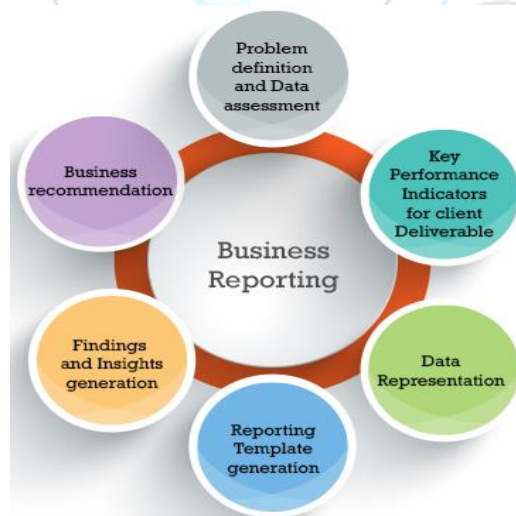 Problem
definition
and Data
assessment
Key
Performance
Indicators
for client
Deliverable
Data
Representation
Reporting
Template
generation
Findings
and Insights
generation
Business
recommendation
Business
Reporting